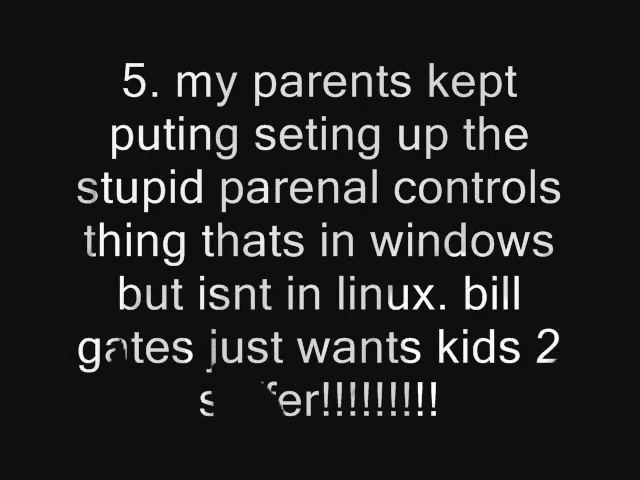 5. my parents kept
puting seting up the
stupid parenal controls
thing thats in windows
but isnt in linux. bill
gates just wants kids 2
suffer!!!!!!!!!